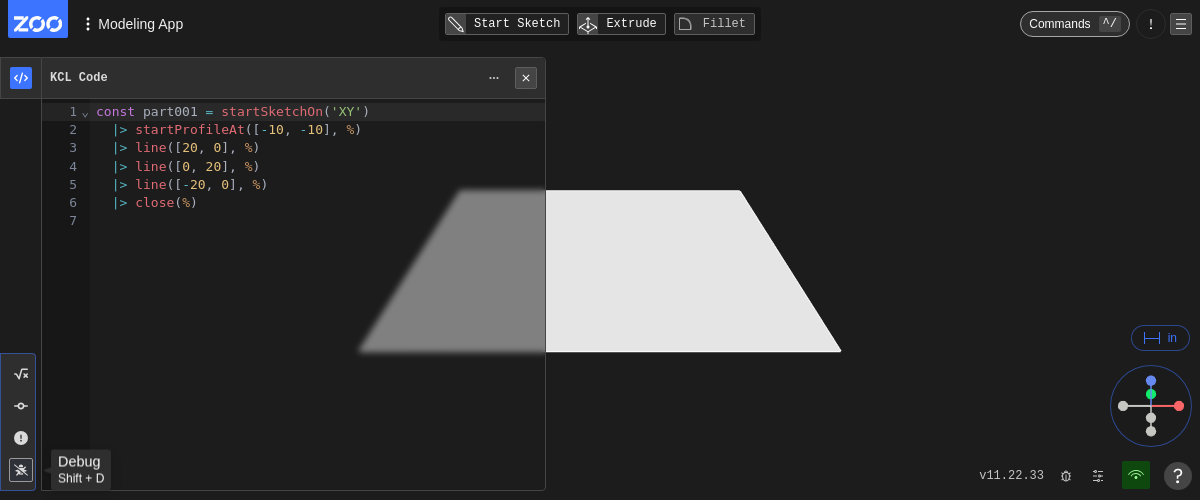 ZOO
Modeling App
Start Sketch
Extrude
Fillet
Commands ^/
!
KCL Code
1 const part001 = startSketchOn('XY')
2 |> startProfileAt([-10, -10], %)
3 |> line([20, 0], %)
4 |> line([0, 20], %)
5 |> line([-20, 0], %)
6 |> close(%)
7
in
Debug
Shift + D
v11.22.33
?